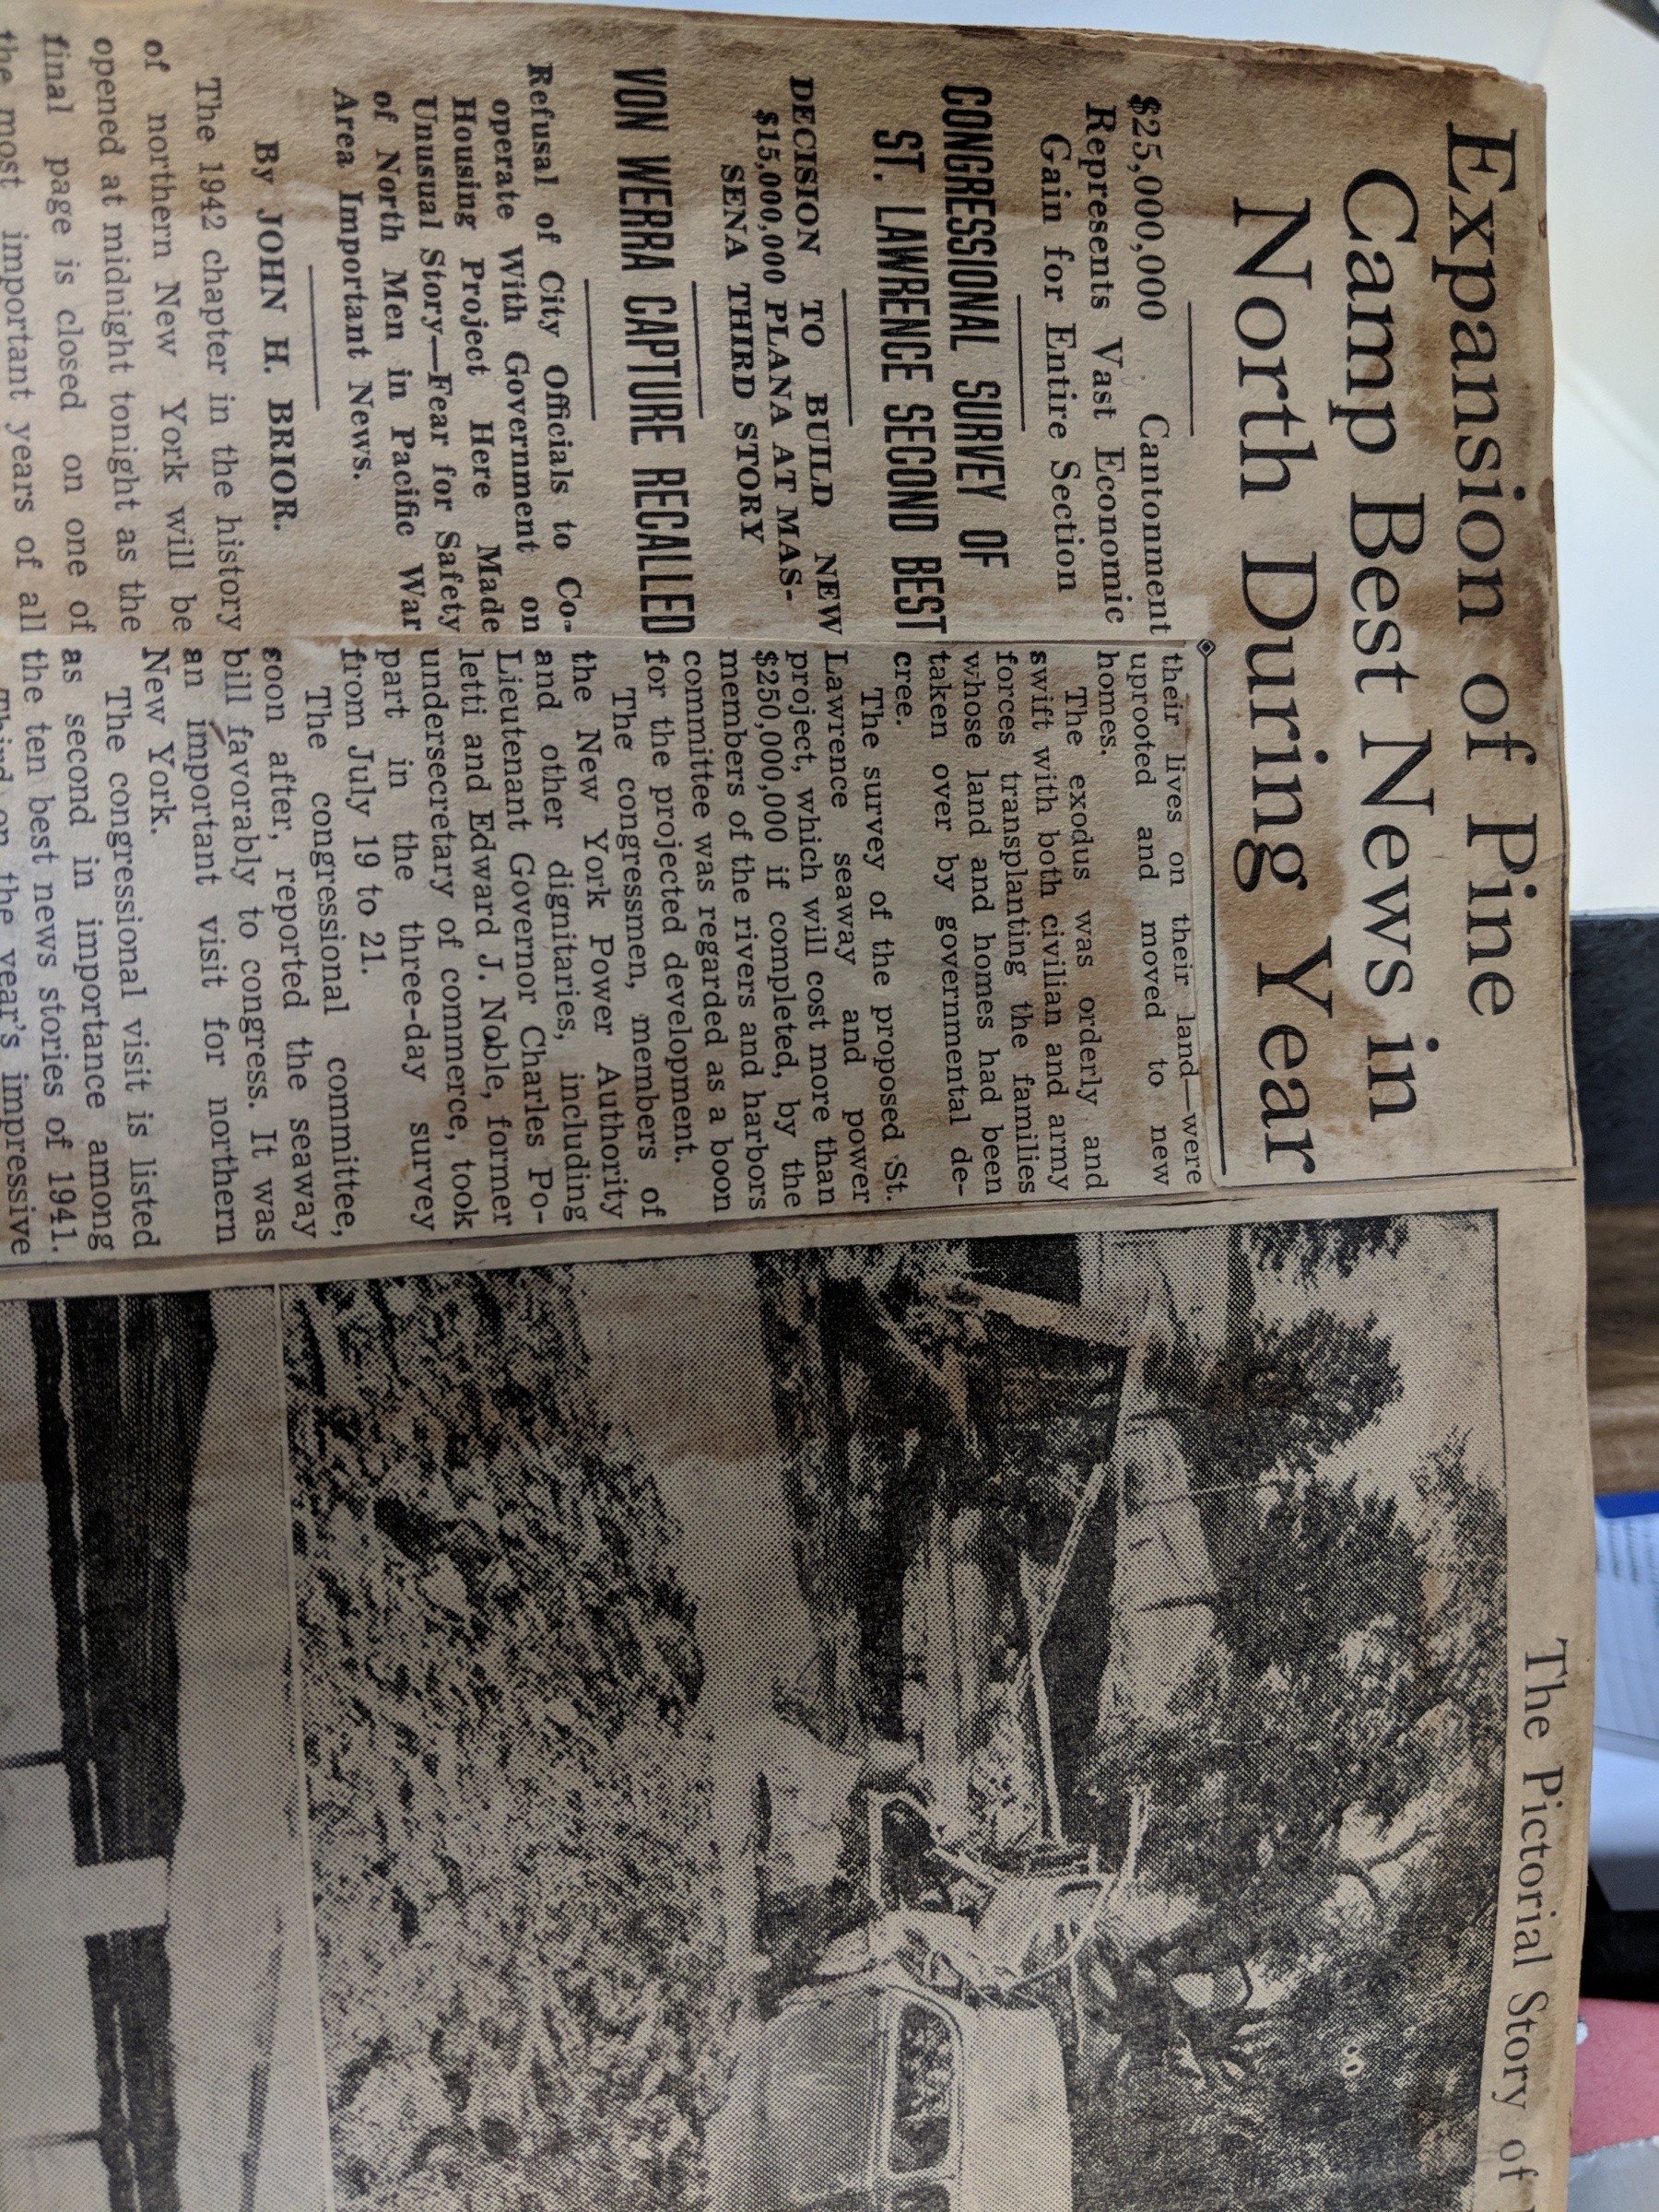 Expansion of Pine
Camp Best News in
North During Year
$25,000,000 Cantonment
Represents Vast Economic
Gain for Entire Section
CONGRESSIONAL SURVEY OF
ST. LAWRENCE SECOND BEST
DECISION TO BUILD NEW
$15,000,000 PLANA AT MAS-
SENA THIRD STORY
VON WERRA CAPTURE RECALLED
Refusal of City Officials to Co-
operate With Government on
Housing Project Here Made
Unusual Story—Fear for Safety
of North Men in Pacific War
Area Important News.
By JOHN H. BRIOR.
The 1942 chapter in the history
of northern New York will be
opened at midnight tonight as the
final page is closed on one of
the most important years of all
their lives on their land—were
uprooted and moved to new
homes.
The exodus was orderly and
swift with both civilian and army
forces transplanting the families
whose land and homes had been
taken over by governmental de-
cree.
The survey of the proposed St.
Lawrence seaway and power
project, which will cost more than
$250,000,000 if completed, by the
members of the rivers and harbors
committee was regarded as a boon
for the projected development.
The congressmen, members of
the New York Power Authority
and other dignitaries, including
Lieutenant Governor Charles Po-
letti and Edward J. Noble, former
undersecretary of commerce, took
part in the three-day survey
from July 19 to 21.
The congressional committee,
soon after, reported the seaway
bill favorably to congress. It was
an important visit for northern
New York.
The congressional visit is listed
as second in importance among
the ten best news stories of 1941.
Third on the year's impressive
The Pictorial Story of